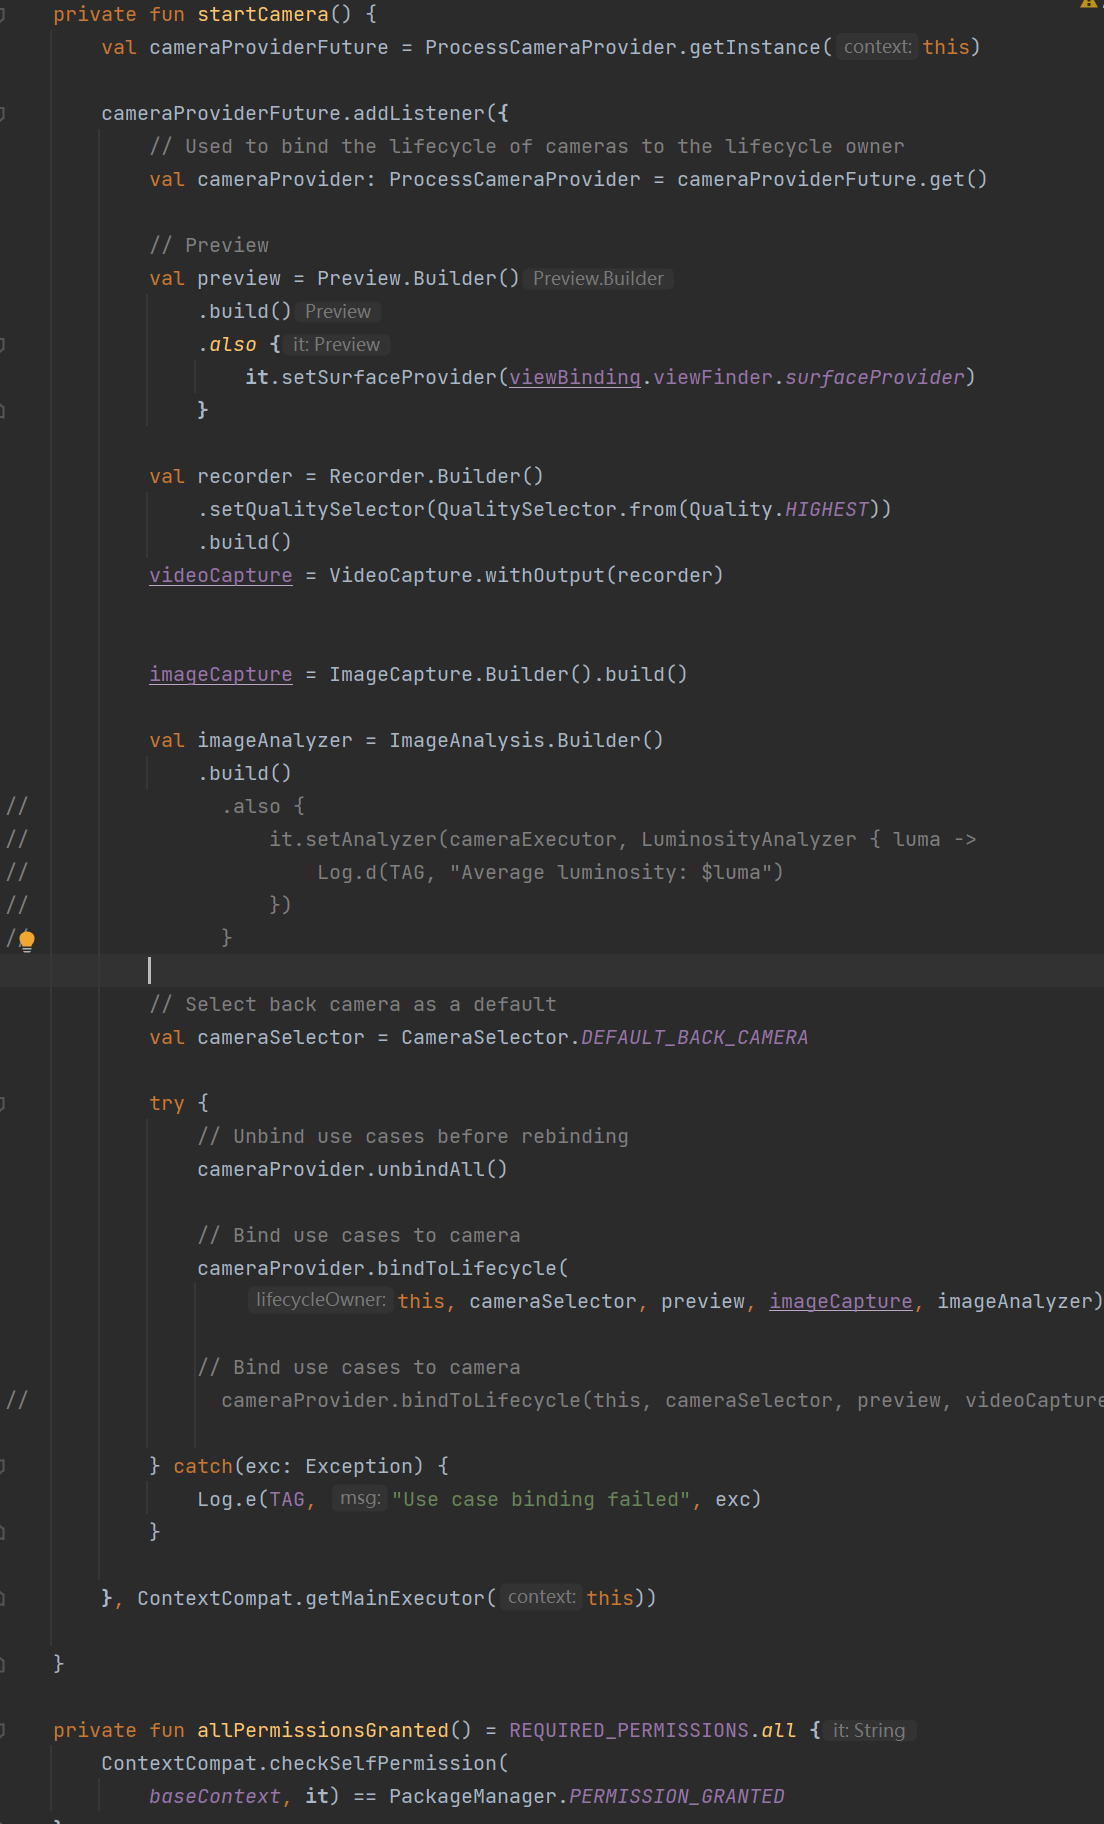 private fun startCamera() {
val cameraProviderFuture = ProcessCameraProvider.getInstance( context: this)
cameraProviderFuture.addListener({
// Used to bind the lifecycle of cameras to the lifecycle owner
val cameraProvider: ProcessCameraProvider = cameraProviderFuture.get()
// Preview
val preview = Preview.Builder() Preview.Builder
.build() Preview
.also { it: Preview
it.setSurfaceProvider(viewBinding.viewFinder.surfaceProvider)
}
val recorder = Recorder.Builder()
.setQualitySelector(QualitySelector.from(Quality.HIGHEST))
.build()
videoCapture = VideoCapture.withOutput(recorder)
imageCapture = ImageCapture.Builder().build()
val imageAnalyzer = ImageAnalysis.Builder()
.build()
// .also {
// it.setAnalyzer(cameraExecutor, LuminosityAnalyzer { luma ->
// Log.d(TAG, "Average luminosity: $luma")
// })
// }
// Select back camera as a default
val cameraSelector = CameraSelector.DEFAULT_BACK_CAMERA
try {
// Unbind use cases before rebinding
cameraProvider.unbindAll()
// Bind use cases to camera
cameraProvider.bindToLifecycle(
lifecycleOwner: this, cameraSelector, preview, imageCapture, imageAnalyzer)
// Bind use cases to camera
// cameraProvider.bindToLifecycle(this, cameraSelector, preview, videoCapture
} catch(exc: Exception) {
Log.e(TAG, msg: "Use case binding failed", exc)
}
}, ContextCompat.getMainExecutor( context: this))
}
private fun allPermissionsGranted() = REQUIRED_PERMISSIONS.all { it: String
ContextCompat.checkSelfPermission(
baseContext, it) == PackageManager.PERMISSION_GRANTED
}